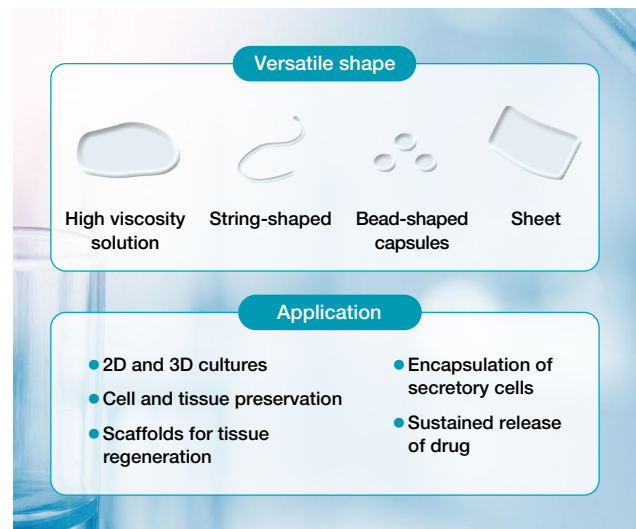 Versatile shape
High viscosity
solution
String-shaped
Bead-shaped
capsules
Sheet
Application
● 2D and 3D cultures
● Cell and tissue preservation
● Scaffolds for tissue
regeneration
● Encapsulation of
secretory cells
● Sustained release
of drug